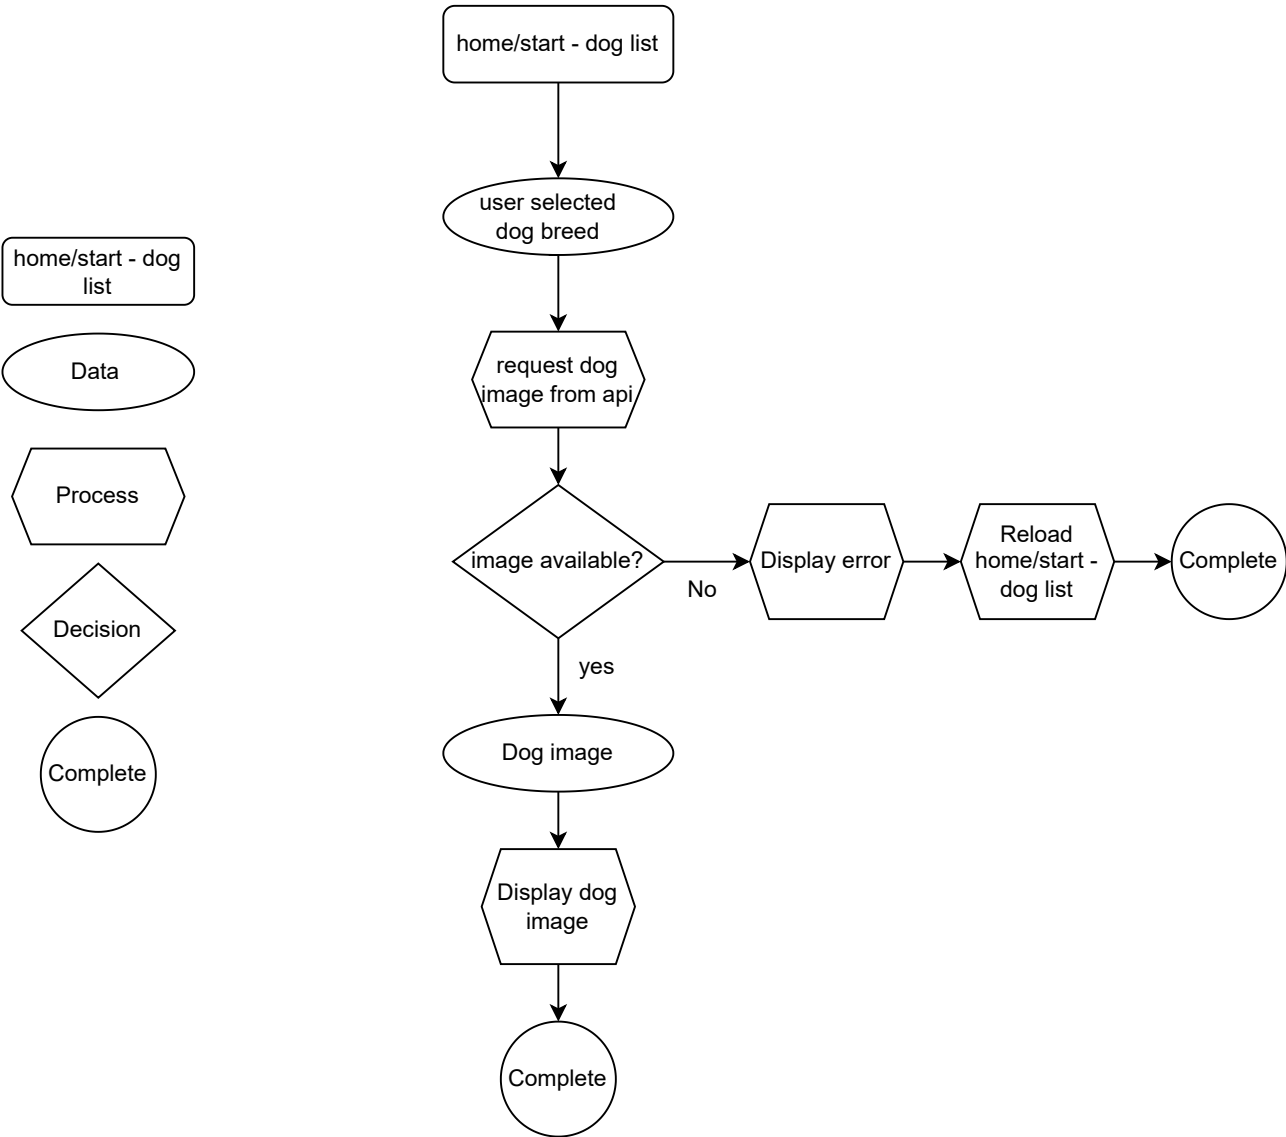 home/start - dog list
user selected
dog breed
request dog
image from api
image available?
No
Display error
Reload
home/start -
dog list
Complete
yes
Dog image
Display dog
image
Complete
home/start - dog
list
Data
Process
Decision
Complete